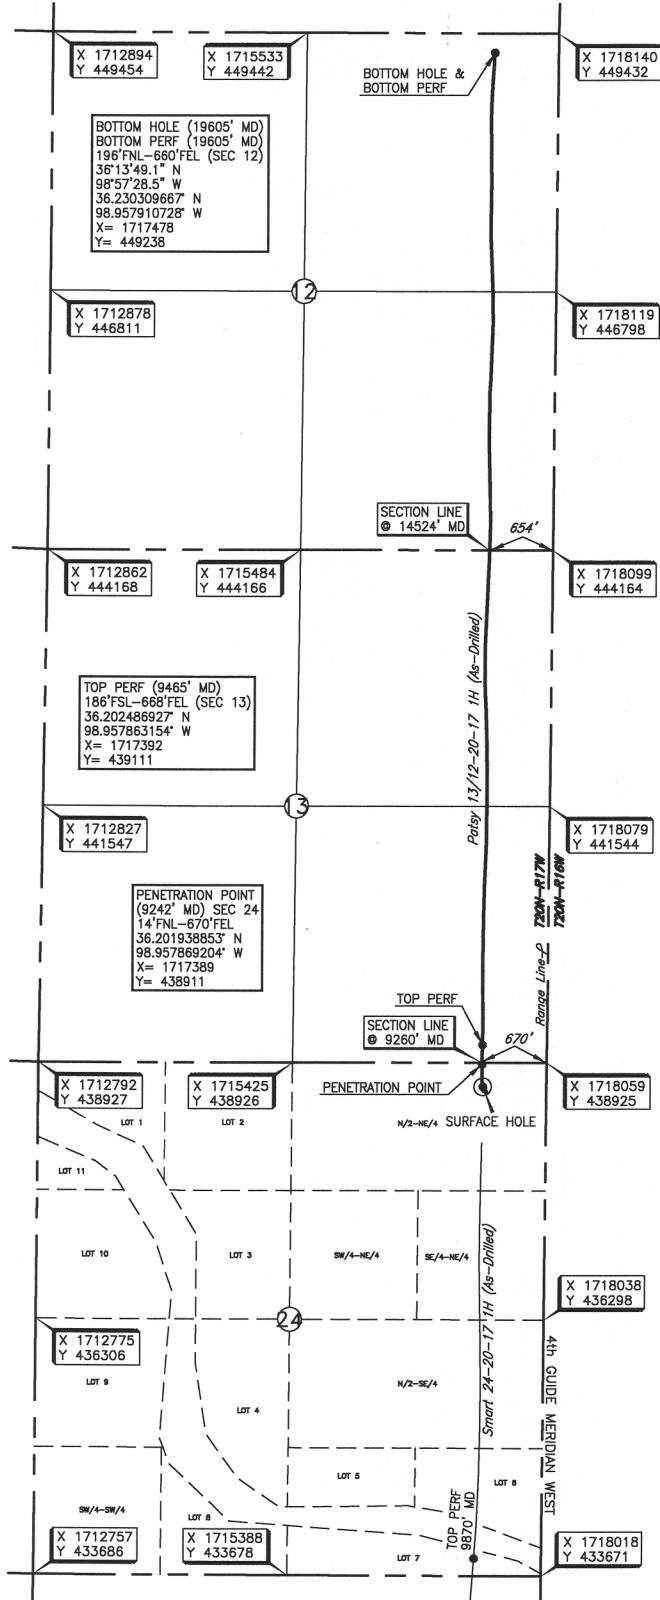 X 1712894
Y 449454
X 1715533
Y 449442
X 1718140
Y 449432
BOTTOM HOLE &
BOTTOM PERF
BOTTOM HOLE (19605' MD)
BOTTOM PERF (19605' MD)
196'FNL-660'FEL (SEC 12)
36°13'49.1" N
98°57'28.5" W
36.230309667° N
98.957910728° W
X= 1717478
Y= 449238
12
X 1712878
Y 446811
X 1718119
Y 446798
SECTION LINE
@ 14524' MD
654'
X 1712862
Y 444168
X 1715484
Y 444166
X 1718099
Y 444164
Patsy 13/12-20-17 1H (As-Drilled)
TOP PERF (9465' MD)
186'FSL-668'FEL (SEC 13)
36.202486927° N
98.957863154° W
X= 1717392
Y= 439111
13
X 1712827
Y 441547
X 1718079
Y 441544
T20N-R17W
T20N-R16W
Range Line
PENETRATION POINT
(9242' MD) SEC 24
14'FNL-670'FEL
36.201938853° N
98.957869204° W
X= 1717389
Y= 438911
TOP PERF
SECTION LINE
@ 9260' MD
670'
PENETRATION POINT
X 1712792
Y 438927
X 1715425
Y 438926
X 1718059
Y 438925
LOT 1
LOT 2
N/2-NE/4
SURFACE HOLE
LOT 11
LOT 10
LOT 3
SW/4-NE/4
SE/4-NE/4
Smart 24-20-17 1H (As-Drilled)
X 1718038
Y 436298
24
X 1712775
Y 436306
4th GUIDE MERIDIAN WEST
LOT 9
LOT 4
N/2-SE/4
LOT 5
LOT 6
SW/4-SW/4
LOT 8
TOP PERF
9870' MD
X 1712757
Y 433686
X 1715388
Y 433678
LOT 7
X 1718018
Y 433671